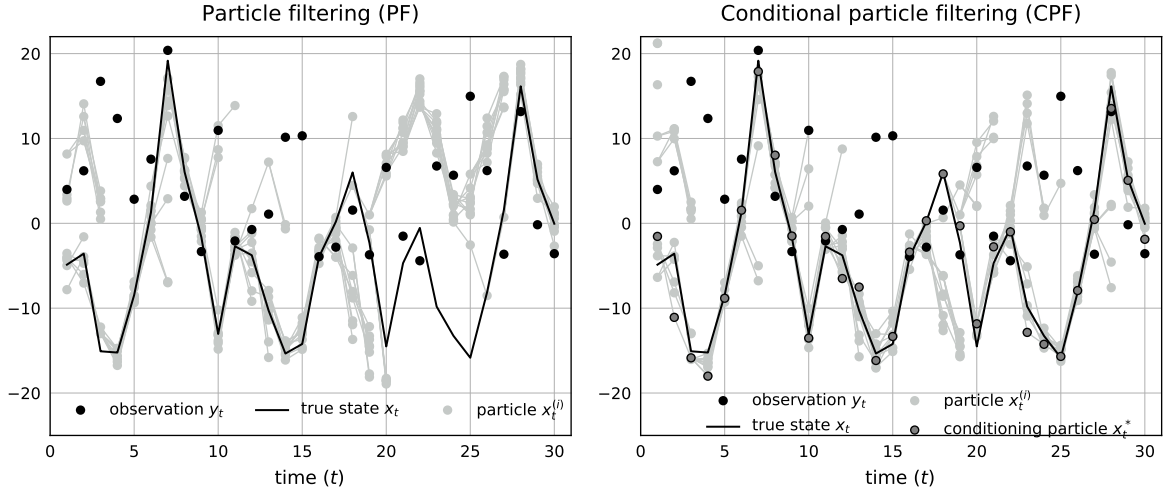 Particle filtering (PF)
20
10
0
−10
−20
observation y_t
true state x_t
particle x_t^(i)
0 5 10 15 20 25 30
time (t)
Conditional particle filtering (CPF)
20
10
0
−10
−20
observation y_t
particle x_t^(i)
true state x_t
conditioning particle x_t^*
0 5 10 15 20 25 30
time (t)